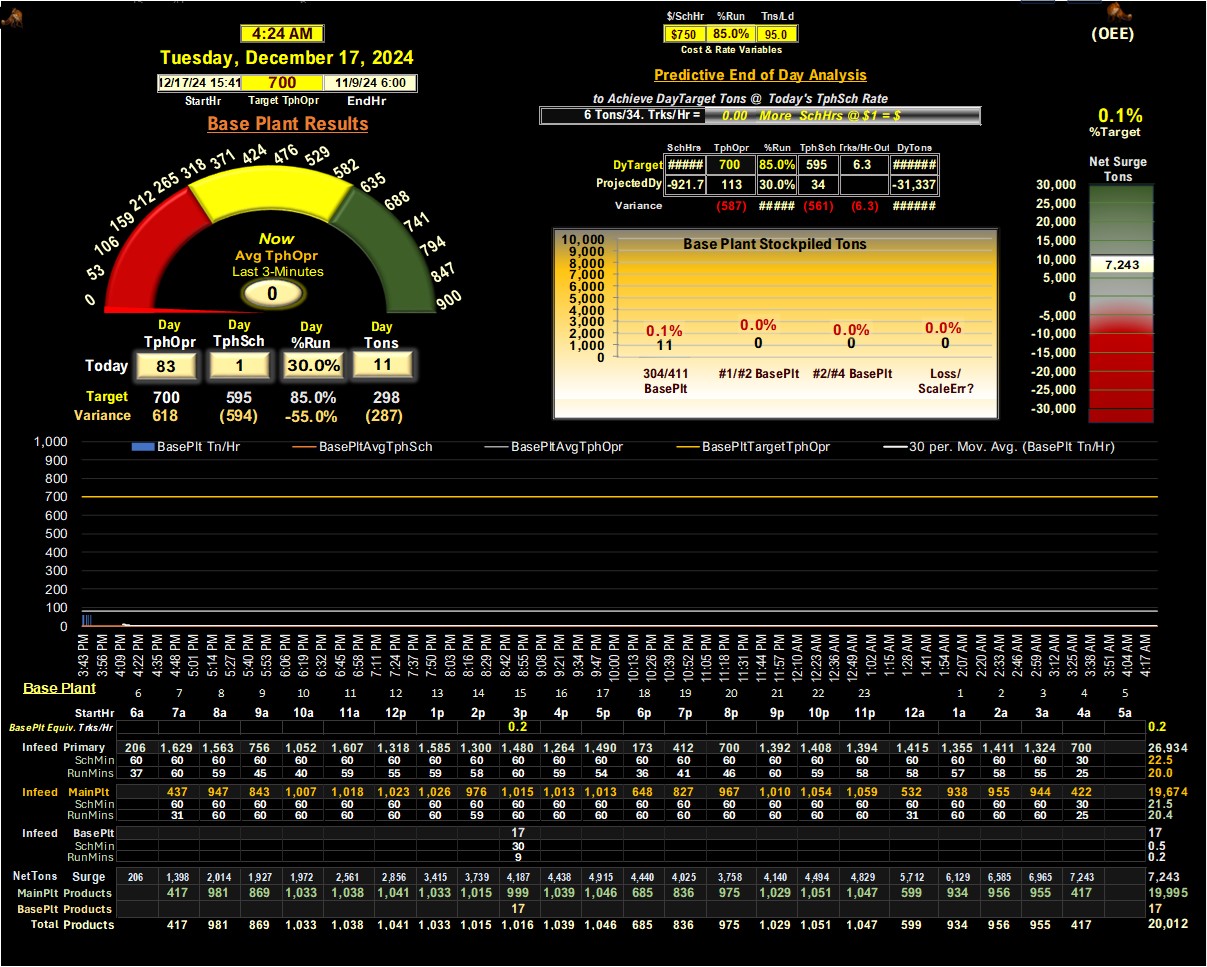 $/SchHr %Run Tns/Ld
$750 85.0% 95.0
Cost & Rate Variables
(OEE)
4:24 AM
Tuesday, December 17, 2024
12/17/24 15:41 700 11/9/24 6:00
StartHr Target TphOpr EndHr
Base Plant Results
Predictive End of Day Analysis
to Achieve DayTarget Tons @ Today's TphSch Rate
6 Tons/34. Trks/Hr = 0.00 More SchHrs @ $1 = $
0.1%
%Target
SchHrs TphOpr %Run TphSch Trks/Hr-Out DyTons
DyTarget ##### 700 85.0% 595 6.3 ######
ProjectedDy -921.7 113 30.0% 34 -31,337
Variance (587) ##### (561) (6.3) ######
0 53 106 159 212 265 318 371 424 476 529 582 635 688 741 794 847 900
Now
Avg TphOpr
Last 3-Minutes
0
Day Day Day Day
TphOpr TphSch %Run Tons
Today 83 1 30.0% 11
Target 700 595 85.0% 298
Variance 618 (594) -55.0% (287)
Base Plant Stockpiled Tons
10,000
9,000
8,000
7,000
6,000
5,000
4,000
3,000
2,000
1,000
0
0.1% 0.0% 0.0% 0.0%
11 0 0 0
304/411 BasePlt
#1/#2 BasePlt
#2/#4 BasePlt
Loss/ ScaleErr?
Net Surge
Tons
30,000
25,000
20,000
15,000
10,000
7,243
5,000
0
-5,000
-10,000
-15,000
-20,000
-25,000
-30,000
BasePlt Tn/Hr BasePltAvgTphSch BasePltAvgTphOpr BasePltTargetTphOpr 30 per. Mov. Avg. (BasePlt Tn/Hr)
1,000
900
800
700
600
500
400
300
200
100
0
3:43 PM 3:56 PM 4:09 PM 4:22 PM 4:35 PM 4:48 PM 5:01 PM 5:14 PM 5:27 PM 5:40 PM 5:53 PM 6:06 PM 6:19 PM 6:32 PM 6:45 PM 6:58 PM 7:11 PM 7:24 PM 7:37 PM 7:50 PM 8:03 PM 8:16 PM 8:29 PM 8:42 PM 8:55 PM 9:08 PM 9:21 PM 9:34 PM 9:47 PM 10:00 PM 10:13 PM 10:26 PM 10:39 PM 10:52 PM 11:05 PM 11:18 PM 11:31 PM 11:44 PM 11:57 PM 12:10 AM 12:23 AM 12:36 AM 12:49 AM 1:02 AM 1:15 AM 1:28 AM 1:41 AM 1:54 AM 2:07 AM 2:20 AM 2:33 AM 2:46 AM 2:59 AM 3:12 AM 3:25 AM 3:38 AM 3:51 AM 4:04 AM 4:17 AM
Base Plant 6 7 8 9 10 11 12 13 14 15 16 17 18 19 20 21 22 23 1 2 3 4 5
StartHr 6a 7a 8a 9a 10a 11a 12p 1p 2p 3p 4p 5p 6p 7p 8p 9p 10p 11p 12a 1a 2a 3a 4a 5a
BasePlt Equiv. Trks/Hr 0.2 0.2
Infeed Primary 206 1,629 1,563 756 1,052 1,607 1,318 1,585 1,300 1,480 1,264 1,490 173 412 700 1,392 1,408 1,394 1,415 1,355 1,411 1,324 700 26,934
SchMin 60 60 60 60 60 60 60 60 60 60 60 60 60 60 60 60 60 60 60 60 60 60 30 22.5
RunMins 37 60 59 45 40 59 55 59 58 60 59 54 36 41 46 60 59 58 58 57 58 55 25 20.0
Infeed MainPlt 437 947 843 1,007 1,018 1,023 1,026 976 1,015 1,013 1,013 648 827 967 1,010 1,054 1,059 532 938 955 944 422 19,674
SchMin 60 60 60 60 60 60 60 60 60 60 60 60 60 60 60 60 60 60 60 60 60 30 21.5
RunMins 31 60 60 60 60 60 60 59 60 60 60 60 60 60 60 60 60 31 60 60 60 25 20.4
Infeed BasePlt 17 17
SchMin 30 0.5
RunMins 9 0.2
NetTons Surge 206 1,398 2,014 1,927 1,972 2,561 2,856 3,415 3,739 4,187 4,438 4,915 4,440 4,025 3,758 4,140 4,494 4,829 5,712 6,129 6,585 6,965 7,243 7,243
MainPlt Products 417 981 869 1,033 1,038 1,041 1,033 1,015 999 1,039 1,046 685 836 975 1,029 1,051 1,047 599 934 956 955 417 19,995
BasePlt Products 17 17
Total Products 417 981 869 1,033 1,038 1,041 1,033 1,015 1,016 1,039 1,046 685 836 975 1,029 1,051 1,047 599 934 956 955 417 20,012